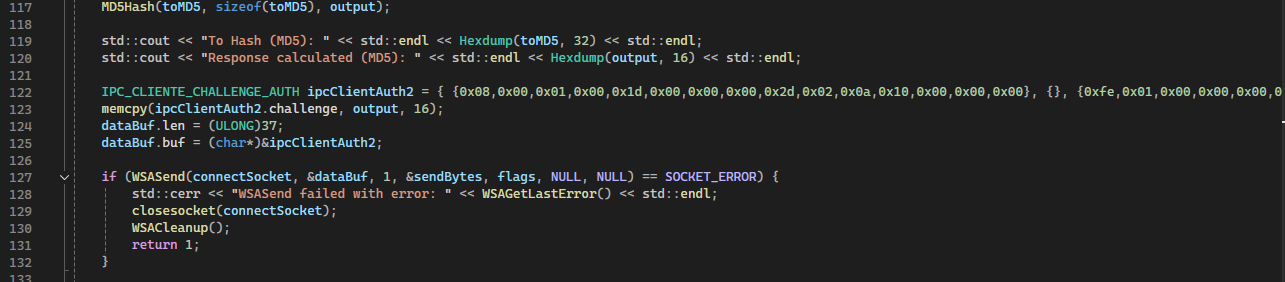 117 MD5Hash(toMD5, sizeof(toMD5), output);
118
119 std::cout << "To Hash (MD5): " << std::endl << Hexdump(toMD5, 32) << std::endl;
120 std::cout << "Response calculated (MD5): " << std::endl << Hexdump(output, 16) << std::endl;
121
122 IPC_CLIENTE_CHALLENGE_AUTH ipcClientAuth2 = { {0x08,0x00,0x01,0x00,0x1d,0x00,0x00,0x00,0x2d,0x02,0x0a,0x10,0x00,0x00,0x00}, {}, {0xfe,0x01,0x00,0x00,0x00,0
123 memcpy(ipcClientAuth2.challenge, output, 16);
124 dataBuf.len = (ULONG)37;
125 dataBuf.buf = (char*)&ipcClientAuth2;
126
127 if (WSASend(connectSocket, &dataBuf, 1, &sendBytes, flags, NULL, NULL) == SOCKET_ERROR) {
128 std::cerr << "WSASend failed with error: " << WSAGetLastError() << std::endl;
129 closesocket(connectSocket);
130 WSACleanup();
131 return 1;
132 }
133